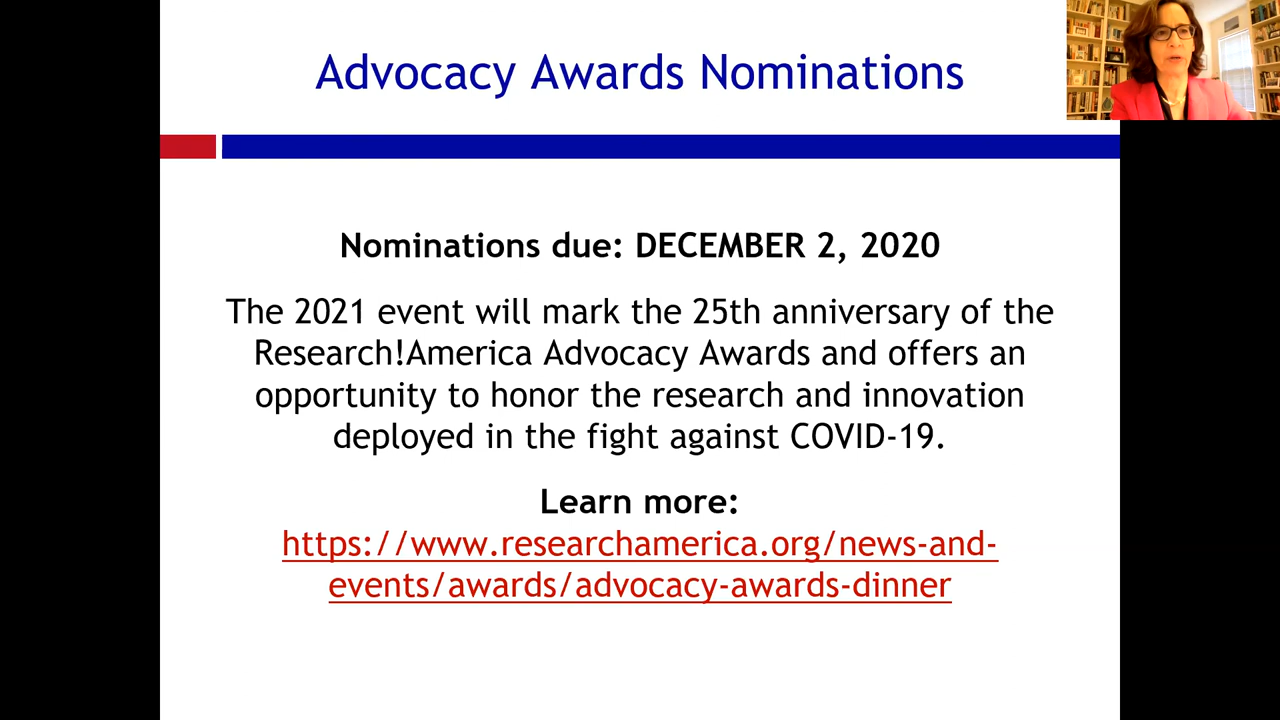 Advocacy Awards Nominations
Nominations due: DECEMBER 2, 2020
The 2021 event will mark the 25th anniversary of the
Research!America Advocacy Awards and offers an
opportunity to honor the research and innovation
deployed in the fight against COVID-19.
Learn more:
https://www.researchamerica.org/news-and-
events/awards/advocacy-awards-dinner